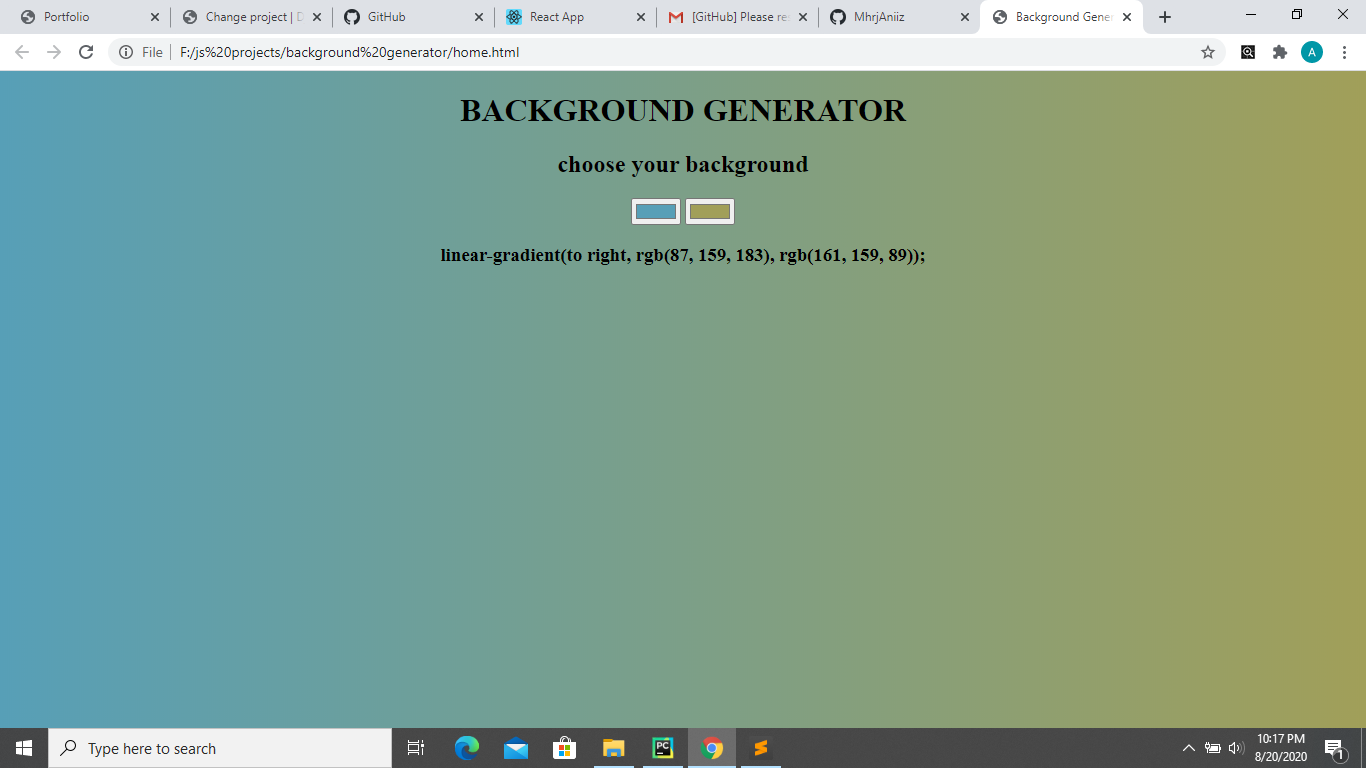 Portfolio
Change project | D
GitHub
React App
[GitHub] Please re
MhrjAniiz
Background Gener
File
F:/js%20projects/background%20generator/home.html
A
BACKGROUND GENERATOR
choose your background
linear-gradient(to right, rgb(87, 159, 183), rgb(161, 159, 89));
Type here to search
PC
10:17 PM
8/20/2020
1